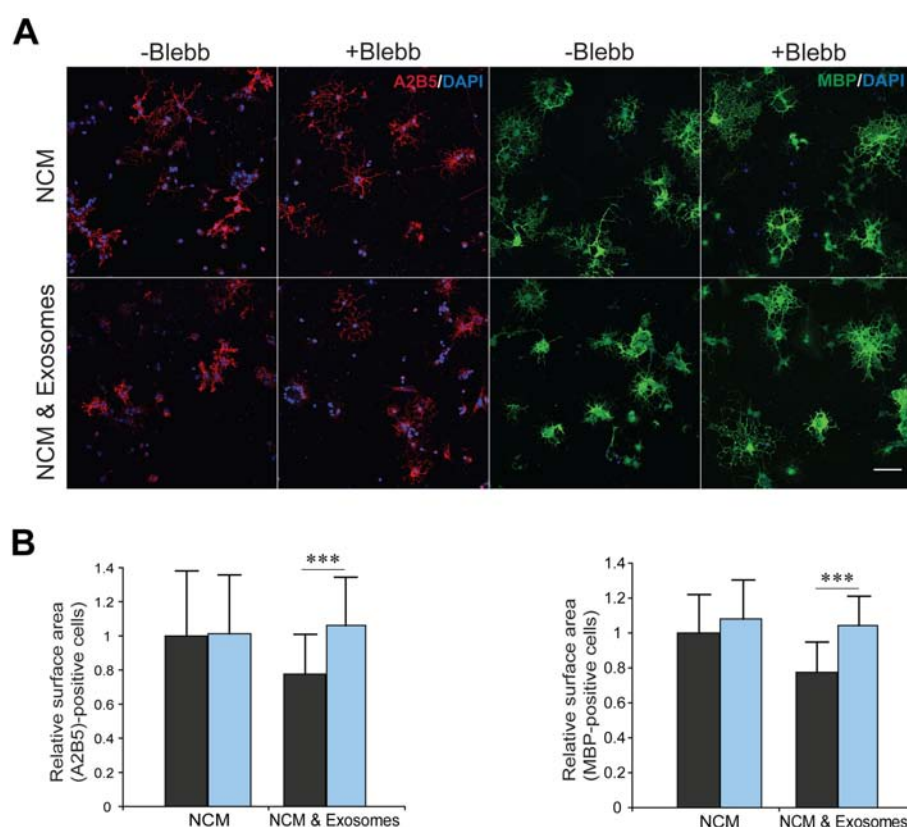 A
-Blebb +Blebb -Blebb +Blebb
A2B5/DAPI MBP/DAPI
NCM
NCM & Exosomes
B
Relative surface area
(A2B5)-positive cells)
1.4
1.2
1
0.8
0.6
0.4
0.2
0
***
NCM NCM & Exosomes
Relative surface area
(MBP-positive cells)
1.4
1.2
1
0.8
0.6
0.4
0.2
0
***
NCM NCM & Exosomes